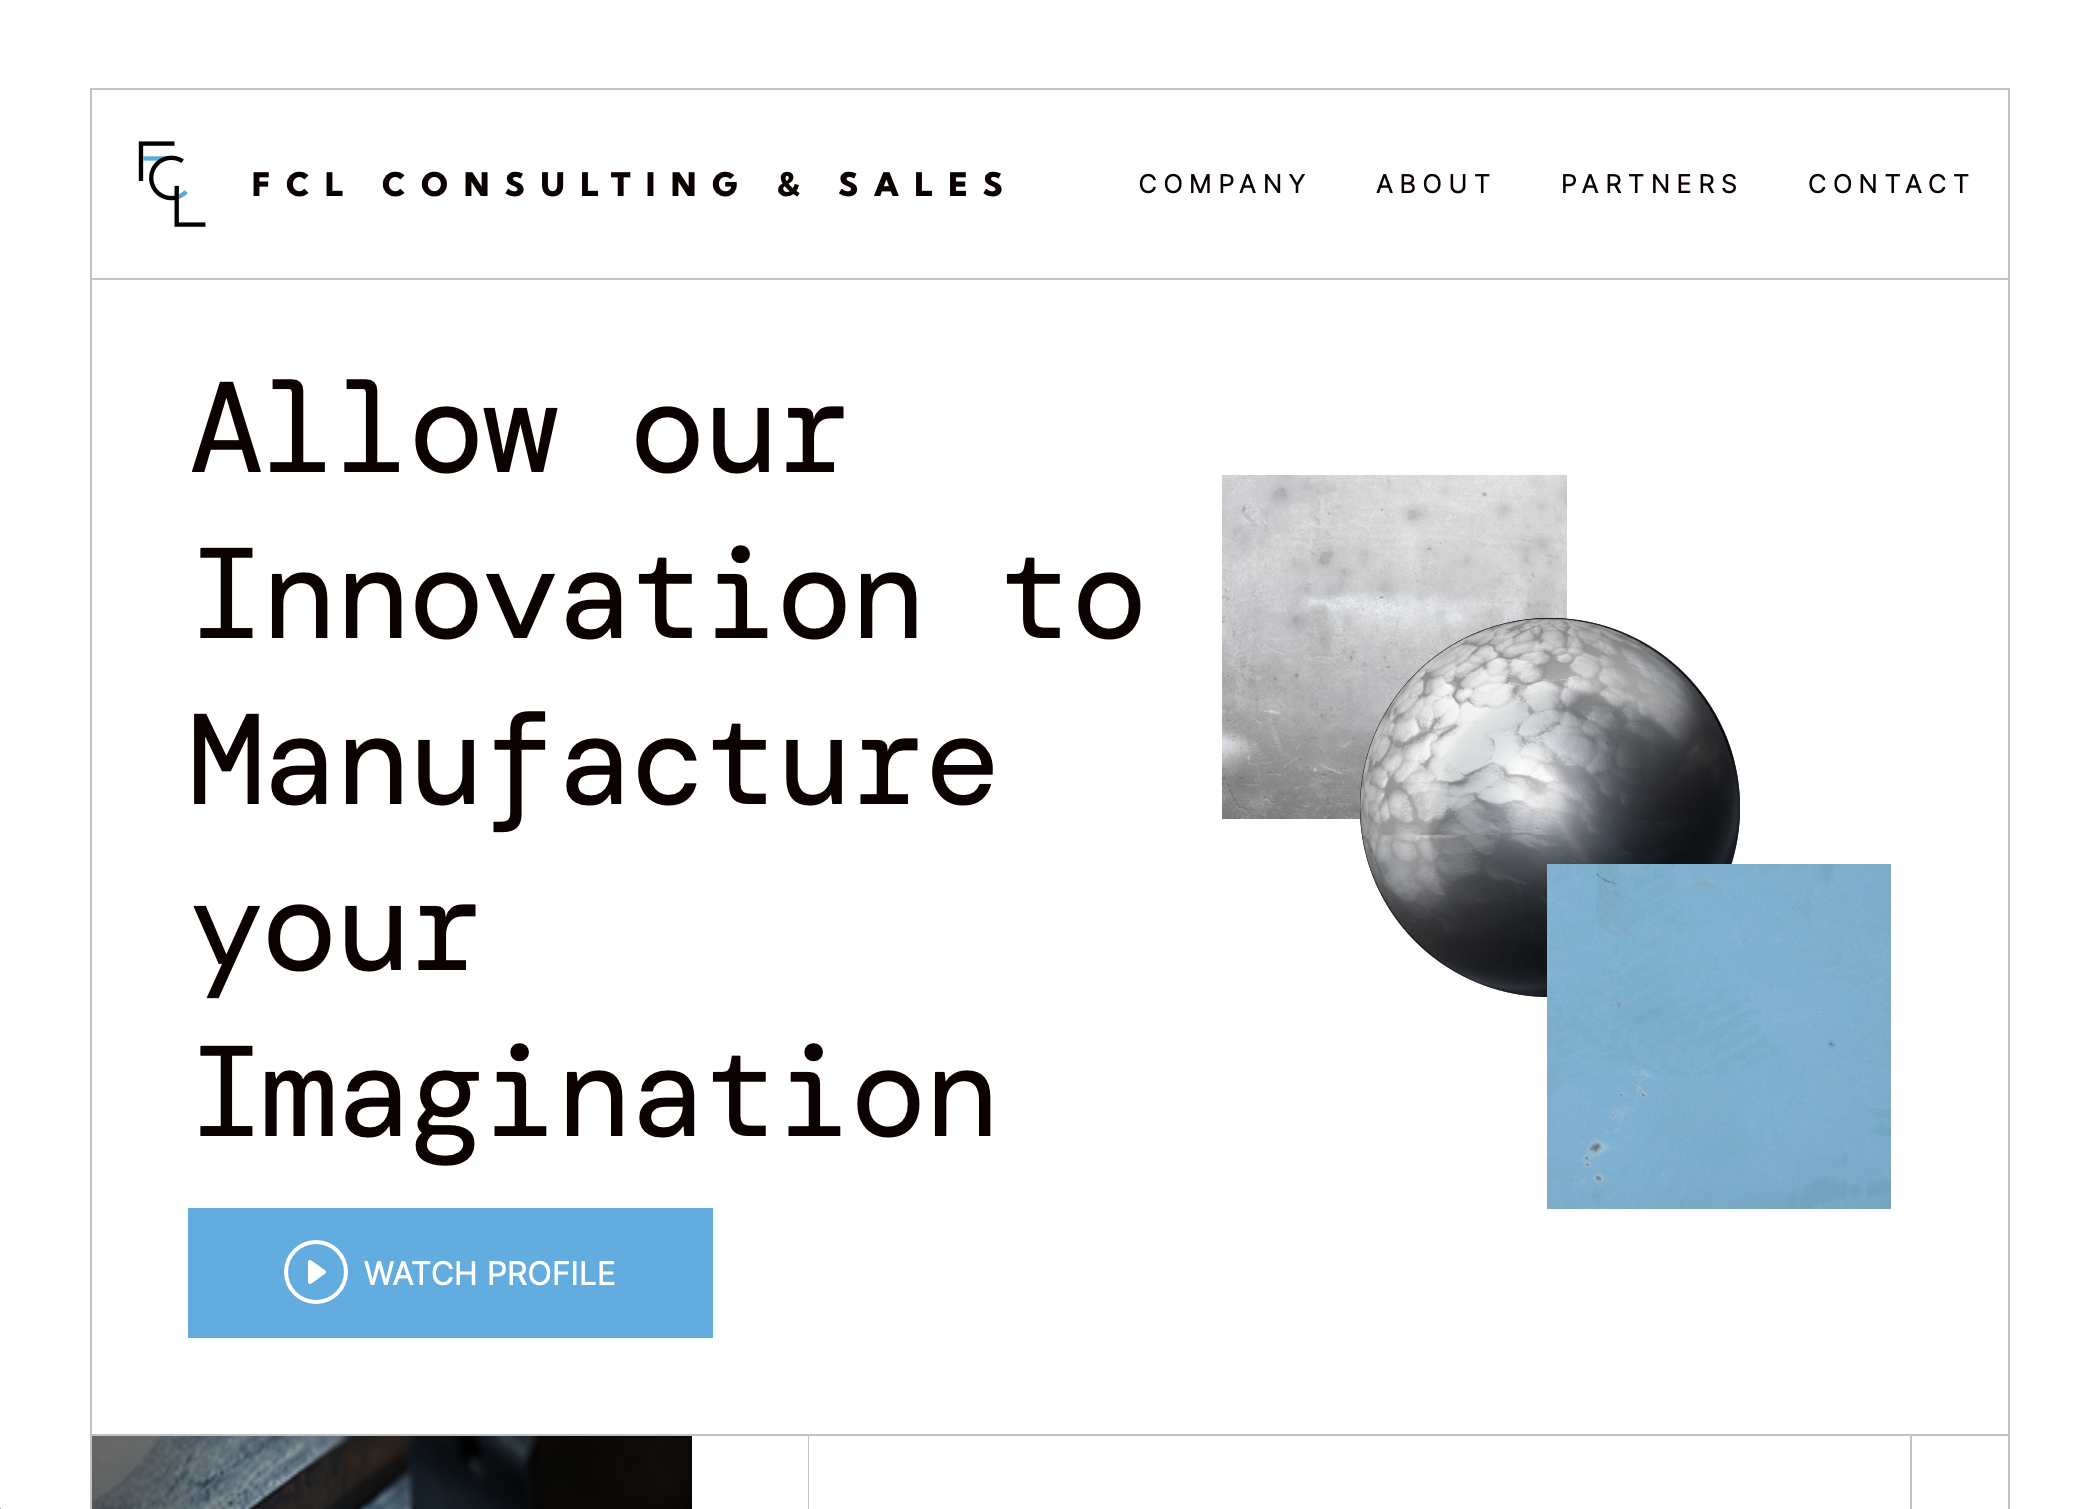 FCL
FCL CONSULTING & SALES
COMPANY ABOUT PARTNERS CONTACT
Allow our
Innovation to
Manufacture
your
Imagination
WATCH PROFILE